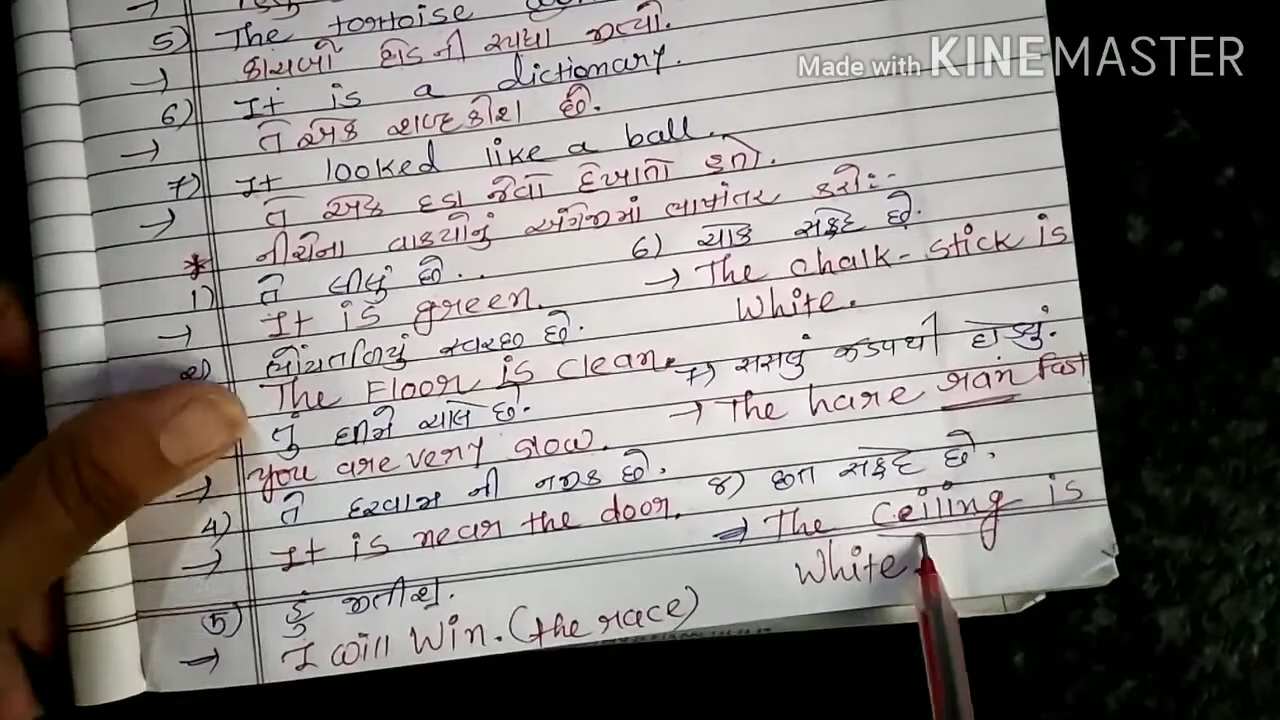 5) The tortoise
→ કાચબો હોડ ની સ્પર્ધા જીત્યો.
6) It is a dictionary.
→ તે એક શબ્દકોશ છે.
7) It looked like a ball.
→ તે એક દડા જેવો દેખાતો હતો.
* નીચેના વાક્યોનું અંગ્રેજીમાં ભાષાંતર કરો:-
1) તે લીલું છે.
→ It is green.
2) ભોંયતળિયું સ્વચ્છ છે.
The Floor is clean.
તું ધીમે ચાલે છે.
→ you are very slow.
4) તે દરવાજા ની નજીક છે.
→ It is near the door.
5) હું જીતીશ.
→ I will Win. (the race)
6) ચાક સફેદ છે.
→ The chalk-stick is
White.
7) સસલું ઝડપથી દોડ્યું.
→ The hare ran fast
8) છત સફેદ છે.
→ The ceiling is
White
Made with KINEMASTER